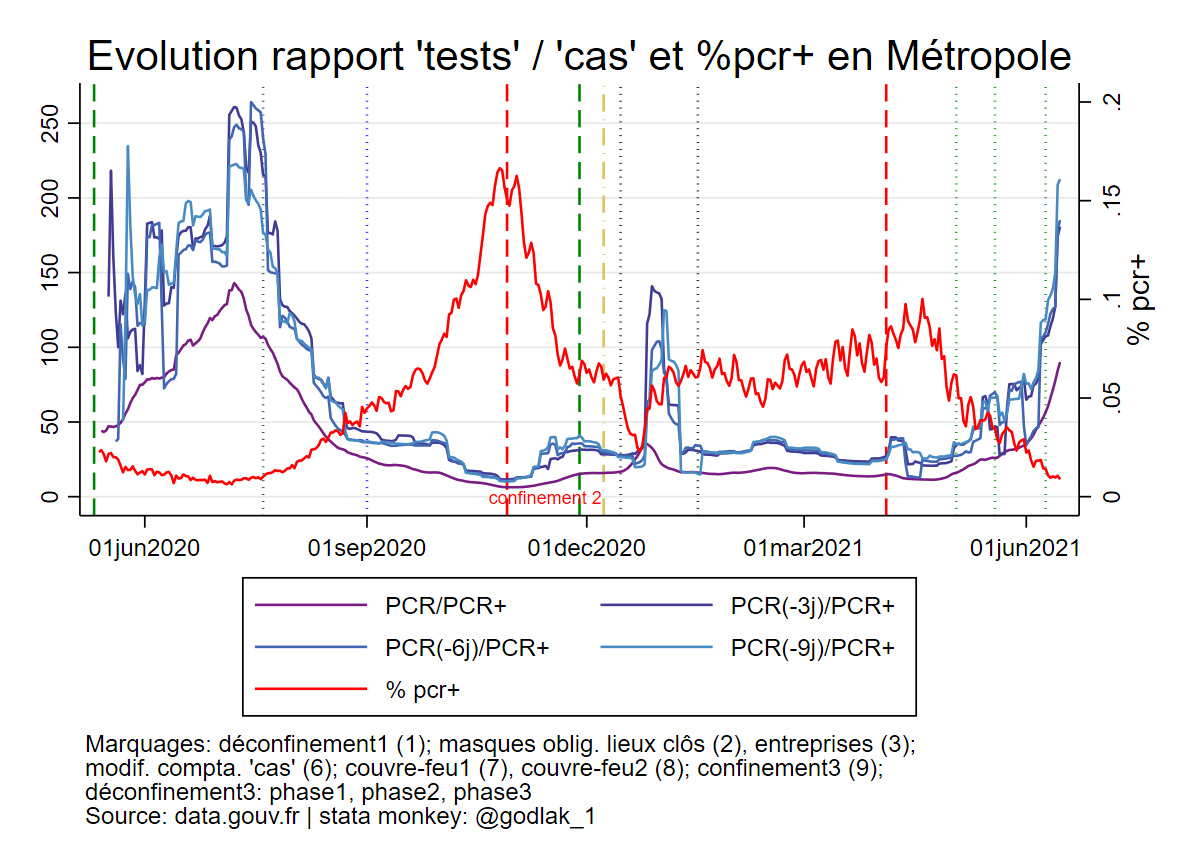 Evolution rapport 'tests' / 'cas' et %pcr+ en Métropole
250
200
150
100
50
0
.2
.15
.1
.05
0
% pcr+
confinement 2
01jun2020 01sep2020 01dec2020 01mar2021 01jun2021
PCR/PCR+ PCR(-3j)/PCR+
PCR(-6j)/PCR+ PCR(-9j)/PCR+
% pcr+
Marquages: déconfinement1 (1); masques oblig. lieux clôs (2), entreprises (3);
modif. compta. 'cas' (6); couvre-feu1 (7), couvre-feu2 (8); confinement3 (9);
déconfinement3: phase1, phase2, phase3
Source: data.gouv.fr | stata monkey: @godlak_1